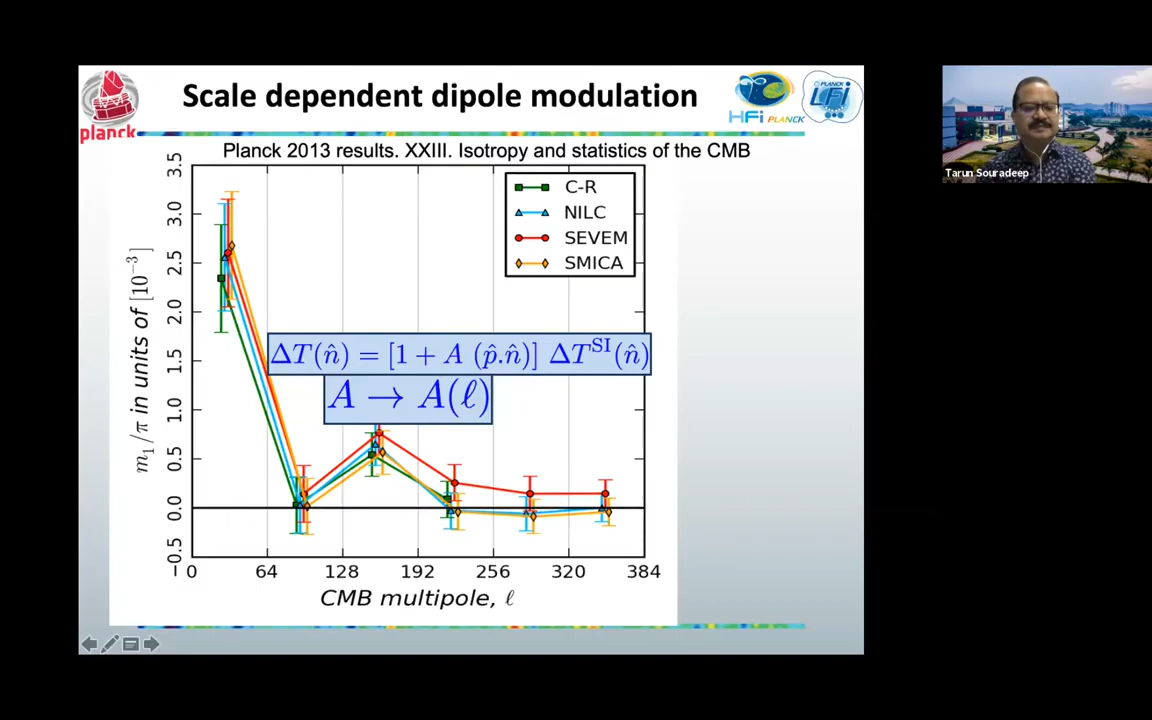 Scale dependent dipole modulation
planck
HFi PLANCK
PLANCK
LFi
Planck 2013 results. XXIII. Isotropy and statistics of the CMB
Tarun Souradeep
C-R
NILC
SEVEM
SMICA
m₁/π in units of [10⁻³]
3.5
3.0
2.5
2.0
1.5
1.0
0.5
0.0
-0.5
ΔT(n̂) = [1 + A (p̂.n̂)] ΔTˢᴵ(n̂)
A → A(ℓ)
0 64 128 192 256 320 384
CMB multipole, ℓ